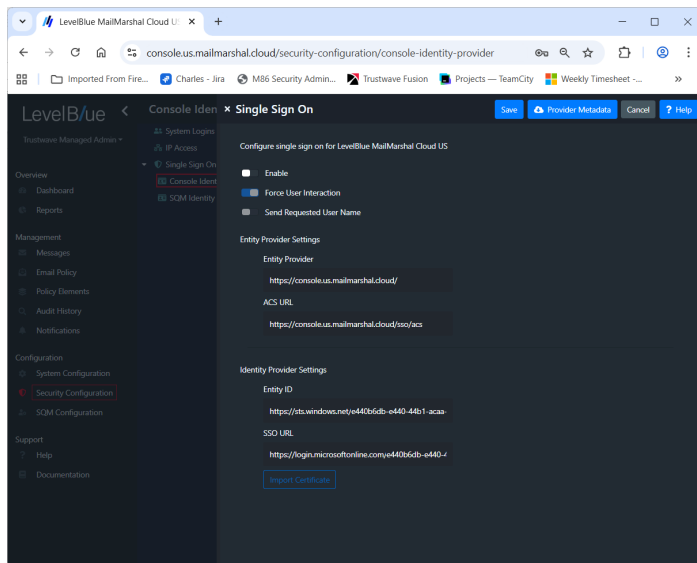 LevelBlue MailMarshal Cloud U
console.us.mailmarshal.cloud/security-configuration/console-identity-provider
Imported From Fire...
Charles - Jira
M86 Security Admin...
Trustwave Fusion
Projects — TeamCity
Weekly Timesheet -...
LevelBlue
Trustwave Managed Admin
Overview
Dashboard
Reports
Management
Messages
Email Policy
Policy Elements
Audit History
Notifications
Configuration
System Configuration
Security Configuration
SQM Configuration
Support
Help
Documentation
Console Iden
System Logins
IP Access
Single Sign On
Console Ident
SQM Identity
× Single Sign On
Save
Provider Metadata
Cancel
? Help
Configure single sign on for LevelBlue MailMarshal Cloud US
Enable
Force User Interaction
Send Requested User Name
Entity Provider Settings
Entity Provider
https://console.us.mailmarshal.cloud/
ACS URL
https://console.us.mailmarshal.cloud/sso/acs
Identity Provider Settings
Entity ID
https://sts.windows.net/e440b6db-e440-44b1-acaa-
SSO URL
https://login.microsoftonline.com/e440b6db-e440-4
Import Certificate